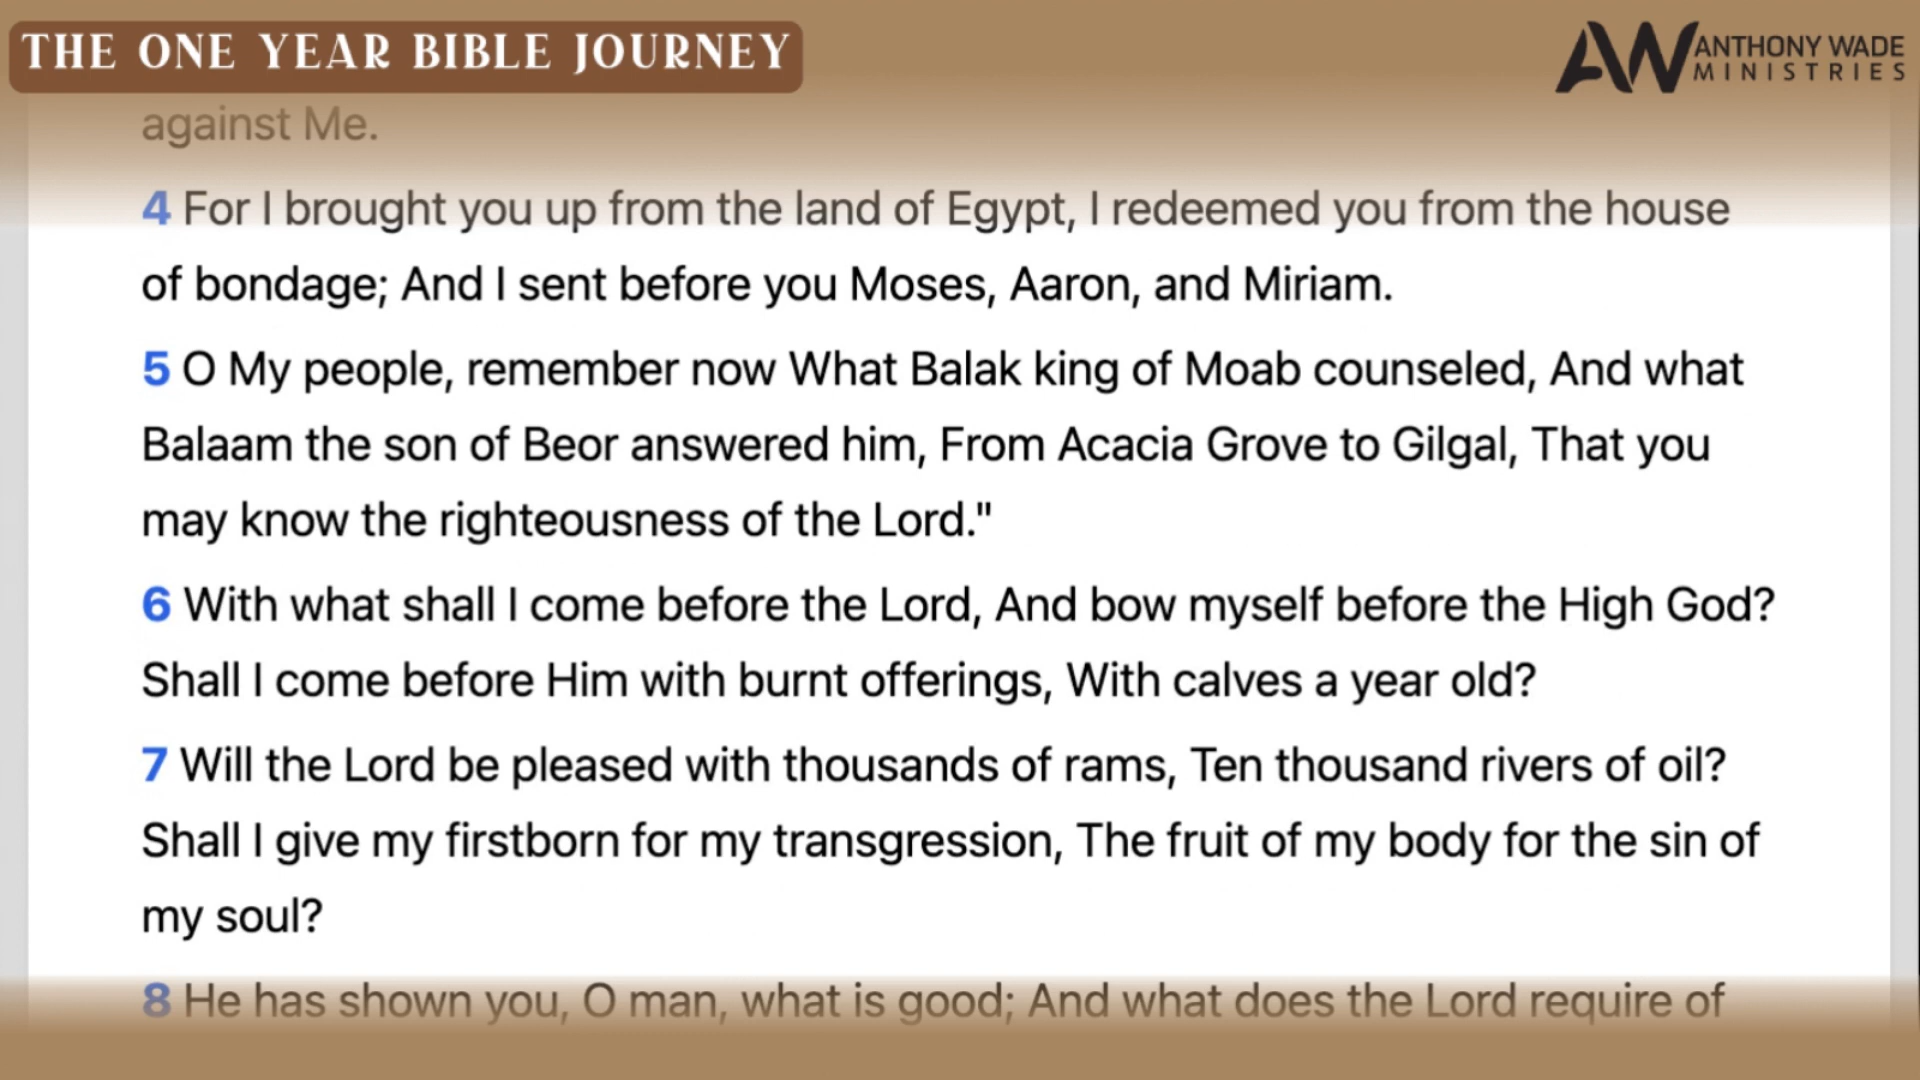 THE ONE YEAR BIBLE JOURNEY
AW ANTHONY WADE
MINISTRIES
against Me.
4 For I brought you up from the land of Egypt, I redeemed you from the house
of bondage; And I sent before you Moses, Aaron, and Miriam.
5 O My people, remember now What Balak king of Moab counseled, And what
Balaam the son of Beor answered him, From Acacia Grove to Gilgal, That you
may know the righteousness of the Lord."
6 With what shall I come before the Lord, And bow myself before the High God?
Shall I come before Him with burnt offerings, With calves a year old?
7 Will the Lord be pleased with thousands of rams, Ten thousand rivers of oil?
Shall I give my firstborn for my transgression, The fruit of my body for the sin of
my soul?
8 He has shown you, O man, what is good; And what does the Lord require of